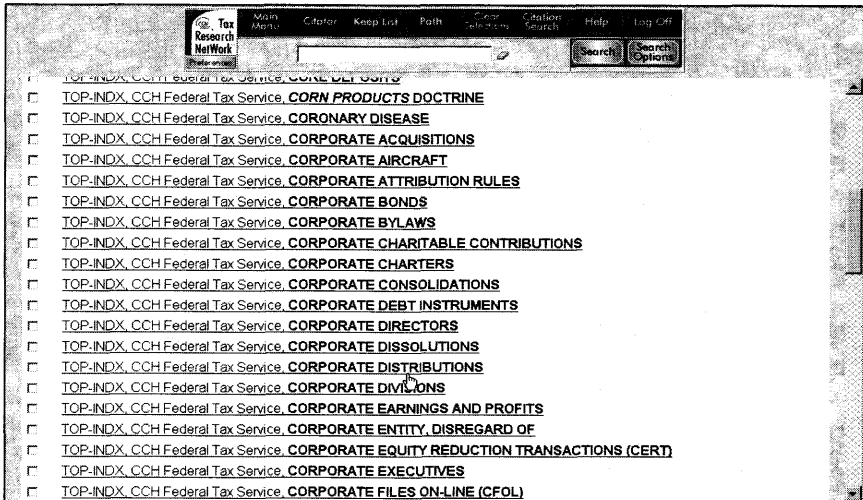 CCH Tax
Research
NetWork
Preferences
Main
Menu
Citator
Keep List
Path
Clear
Selections
Citation
Search
Help
Log Off
Search
Search
Options
TOP-INDX, CCH Federal Tax Service, CORE DEPOSITS
TOP-INDX, CCH Federal Tax Service, CORN PRODUCTS DOCTRINE
TOP-INDX, CCH Federal Tax Service, CORONARY DISEASE
TOP-INDX, CCH Federal Tax Service, CORPORATE ACQUISITIONS
TOP-INDX, CCH Federal Tax Service, CORPORATE AIRCRAFT
TOP-INDX, CCH Federal Tax Service, CORPORATE ATTRIBUTION RULES
TOP-INDX, CCH Federal Tax Service, CORPORATE BONDS
TOP-INDX, CCH Federal Tax Service, CORPORATE BYLAWS
TOP-INDX, CCH Federal Tax Service, CORPORATE CHARITABLE CONTRIBUTIONS
TOP-INDX, CCH Federal Tax Service, CORPORATE CHARTERS
TOP-INDX, CCH Federal Tax Service, CORPORATE CONSOLIDATIONS
TOP-INDX, CCH Federal Tax Service, CORPORATE DEBT INSTRUMENTS
TOP-INDX, CCH Federal Tax Service, CORPORATE DIRECTORS
TOP-INDX, CCH Federal Tax Service, CORPORATE DISSOLUTIONS
TOP-INDX, CCH Federal Tax Service, CORPORATE DISTRIBUTIONS
TOP-INDX, CCH Federal Tax Service, CORPORATE DIVISIONS
TOP-INDX, CCH Federal Tax Service, CORPORATE EARNINGS AND PROFITS
TOP-INDX, CCH Federal Tax Service, CORPORATE ENTITY, DISREGARD OF
TOP-INDX, CCH Federal Tax Service, CORPORATE EQUITY REDUCTION TRANSACTIONS (CERT)
TOP-INDX, CCH Federal Tax Service, CORPORATE EXECUTIVES
TOP-INDX, CCH Federal Tax Service, CORPORATE FILES ON-LINE (CFOL)